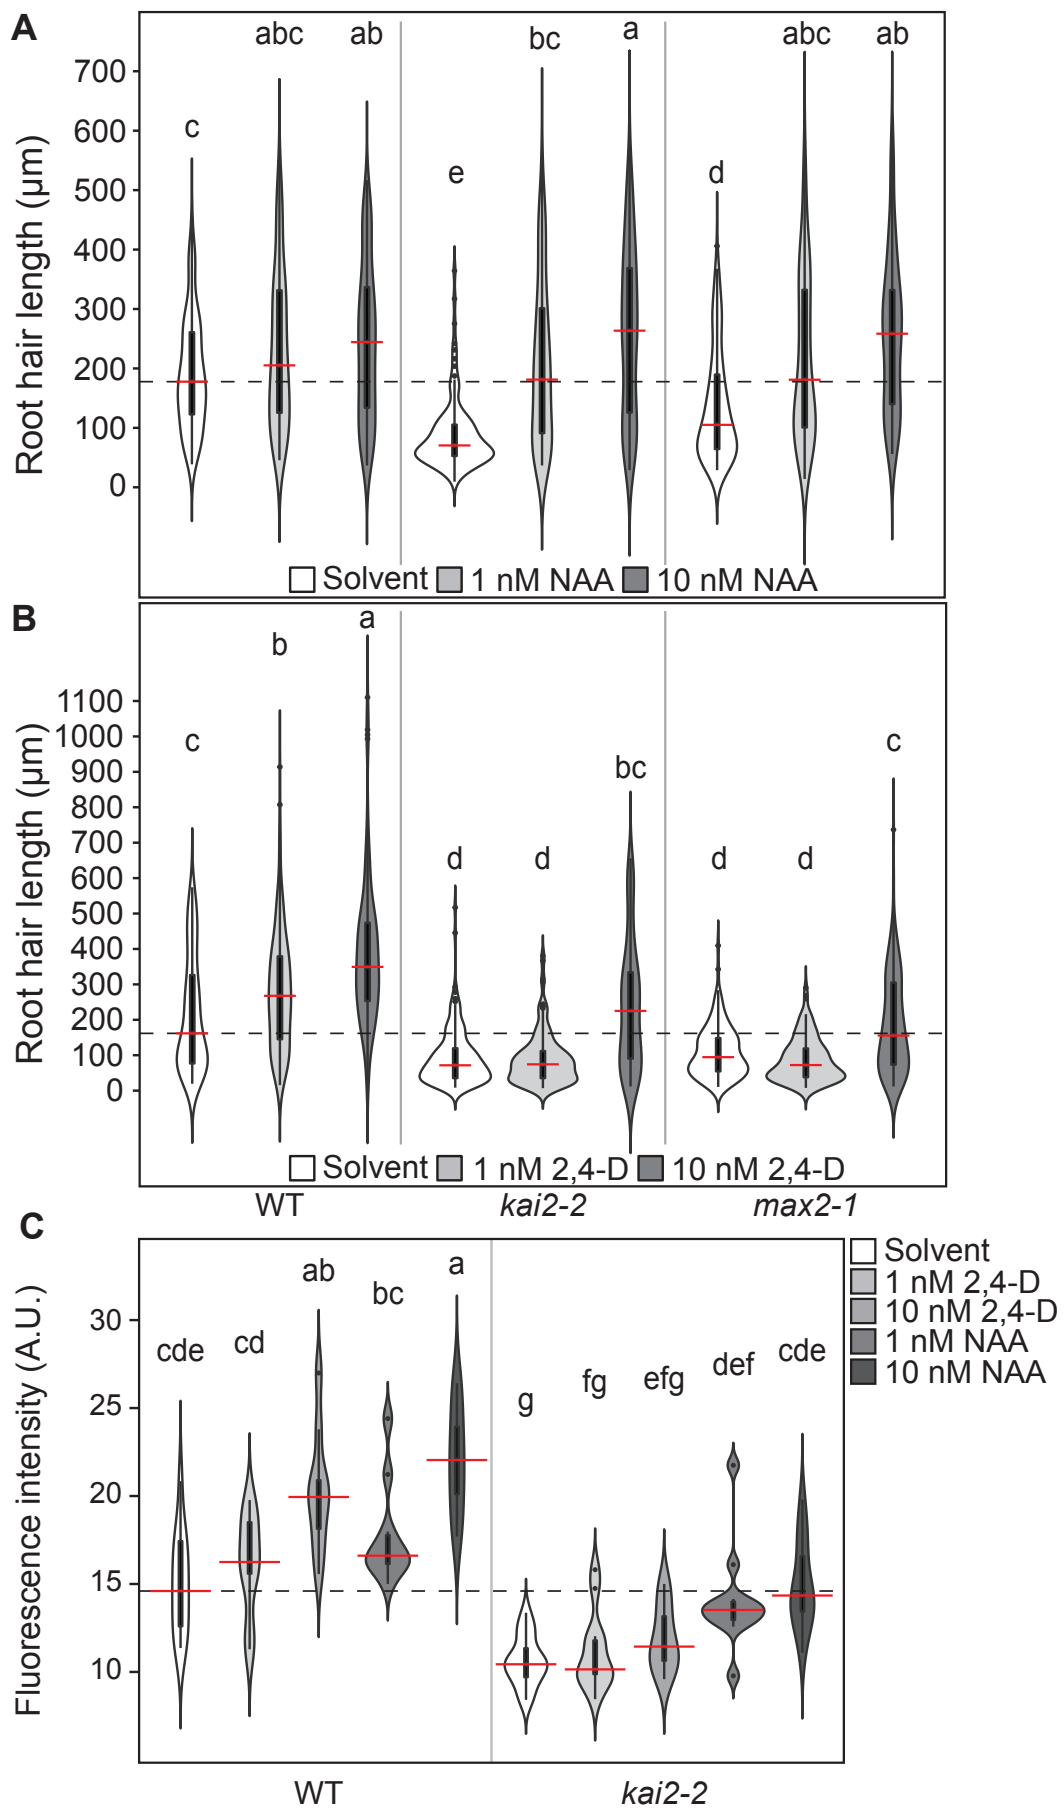 A
abc ab bc a abc ab
c e d
700
600
500
400
300
200
100
0
Root hair length (µm)
Solvent 1 nM NAA 10 nM NAA
B
a
b
c bc c
d d d d
1100
1000
900
800
700
600
500
400
300
200
100
0
Root hair length (µm)
Solvent 1 nM 2,4-D 10 nM 2,4-D
WT kai2-2 max2-1
C
cde cd ab bc a
g fg efg def cde
30
25
20
15
10
Fluorescence intensity (A.U.)
Solvent
1 nM 2,4-D
10 nM 2,4-D
1 nM NAA
10 nM NAA
WT kai2-2